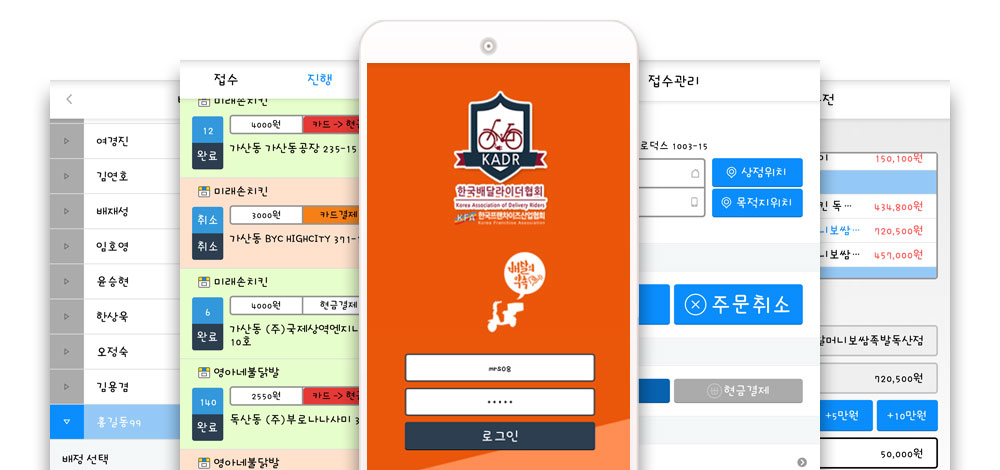 여경진
김연호
배재성
임호영
윤승현
한상욱
오정숙
김용겸
홍길동99
배정 선택
접수
진행
미래손치킨
12
완료
4000원
카드 -> 현금
가산동 가산동공장 235-15
미래손치킨
취소
취소
3000원
카드결제
가산동 BYC HIGHCITY 371-
미래손치킨
6
완료
4000원
현금결제
가산동 (주)국제상역엔지니
10호
영아네불닭발
140
완료
2550원
카드 -> 현
독산동 (주)부로나나사미 3
영아네불닭발
KADR
한국배달라이더협회
Korea Association of Delivery Riders
KFA 한국프랜차이즈산업협회
Korea Franchise Association
배달의
약속
mrs08
•••••
로그인
접수관리
로덕스 1003-15
상점위치
목적지위치
주문취소
현금결제
전
150,100원
킨 독…
434,800원
니보쌈…
720,500원
니보쌈…
457,000원
할머니보쌈족발독산점
720,500원
+5만원
+10만원
50,000원